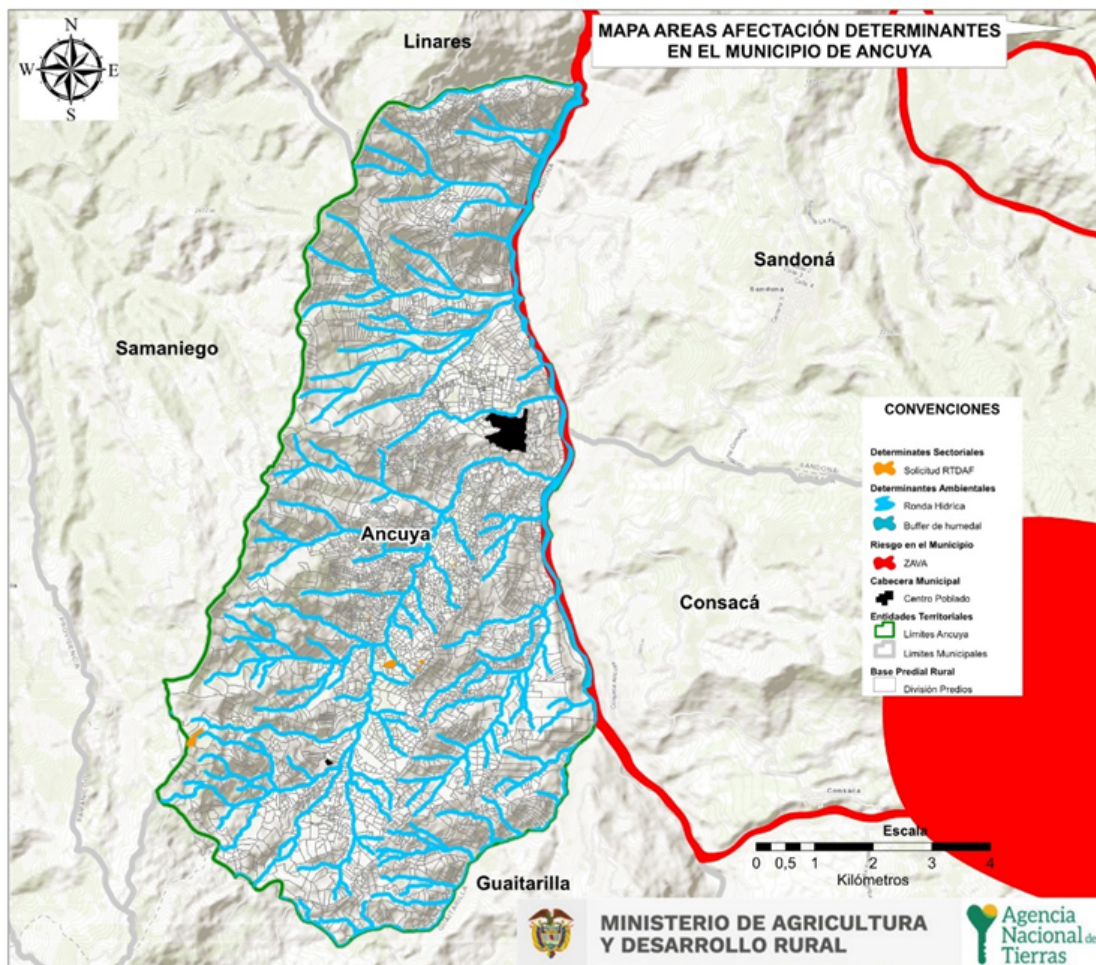 MAPA AREAS AFECTACIÓN DETERMINANTES
EN EL MUNICIPIO DE ANCUYA
N
W
E
S
Linares
Sandoná
Samaniego
Ancuya
Consacá
Guaitarilla
SANDONÁ
CONVENCIONES
Determinates Sectoriales
Solicitud RTDAF
Determinantes Ambientales
Ronda Hidrica
Buffer de humedal
Riesgo en el Municipio
ZAVA
Cabecera Municipal
Centro Poblado
Entidades Territoriales
Límites Ancuya
Limites Municipales
Base Predial Rural
División Predios
Consaca
Escala
0 0,5 1 2 3 4
Kilómetros
MINISTERIO DE AGRICULTURA
Y DESARROLLO RURAL
Agencia
Nacional de
Tierras